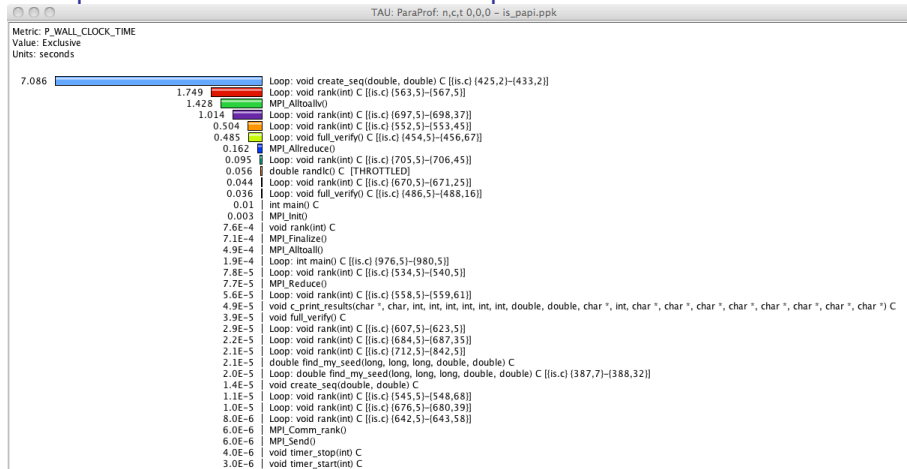 TAU: ParaProf: n,c,t 0,0,0 – is_papi.ppk
Metric: P_WALL_CLOCK_TIME
Value: Exclusive
Units: seconds
7.086 Loop: void create_seq(double, double) C [{is.c} {425,2}–{433,2}]
1.749 Loop: void rank(int) C [{is.c} {563,5}–{567,5}]
1.428 MPI_Alltoallv()
1.014 Loop: void rank(int) C [{is.c} {697,5}–{698,37}]
0.504 Loop: void rank(int) C [{is.c} {552,5}–{553,45}]
0.485 Loop: void full_verify() C [{is.c} {454,5}–{456,67}]
0.162 MPI_Allreduce()
0.095 Loop: void rank(int) C [{is.c} {705,5}–{706,45}]
0.056 double randlc() C [THROTTLED]
0.044 Loop: void rank(int) C [{is.c} {670,5}–{671,25}]
0.036 Loop: void full_verify() C [{is.c} {486,5}–{488,16}]
0.01 int main() C
0.003 MPI_Init()
7.6E-4 void rank(int) C
7.1E-4 MPI_Finalize()
4.9E-4 MPI_Alltoall()
1.9E-4 Loop: int main() C [{is.c} {976,5}–{980,5}]
7.8E-5 Loop: void rank(int) C [{is.c} {534,5}–{540,5}]
7.7E-5 MPI_Reduce()
5.6E-5 Loop: void rank(int) C [{is.c} {558,5}–{559,61}]
4.9E-5 void c_print_results(char *, char, int, int, int, int, int, int, double, double, char *, int, char *, char *, char *, char *, char *, char *, char *) C
3.9E-5 void full_verify() C
2.9E-5 Loop: void rank(int) C [{is.c} {607,5}–{623,5}]
2.2E-5 Loop: void rank(int) C [{is.c} {684,5}–{687,35}]
2.1E-5 Loop: void rank(int) C [{is.c} {712,5}–{842,5}]
2.1E-5 double find_my_seed(long, long, long, double, double) C
2.0E-5 Loop: double find_my_seed(long, long, long, double, double) C [{is.c} {387,7}–{388,32}]
1.4E-5 void create_seq(double, double) C
1.1E-5 Loop: void rank(int) C [{is.c} {545,5}–{548,68}]
1.0E-5 Loop: void rank(int) C [{is.c} {676,5}–{680,39}]
8.0E-6 Loop: void rank(int) C [{is.c} {642,5}–{643,58}]
6.0E-6 MPI_Comm_rank()
6.0E-6 MPI_Send()
4.0E-6 void timer_stop(int) C
3.0E-6 void timer_start(int) C